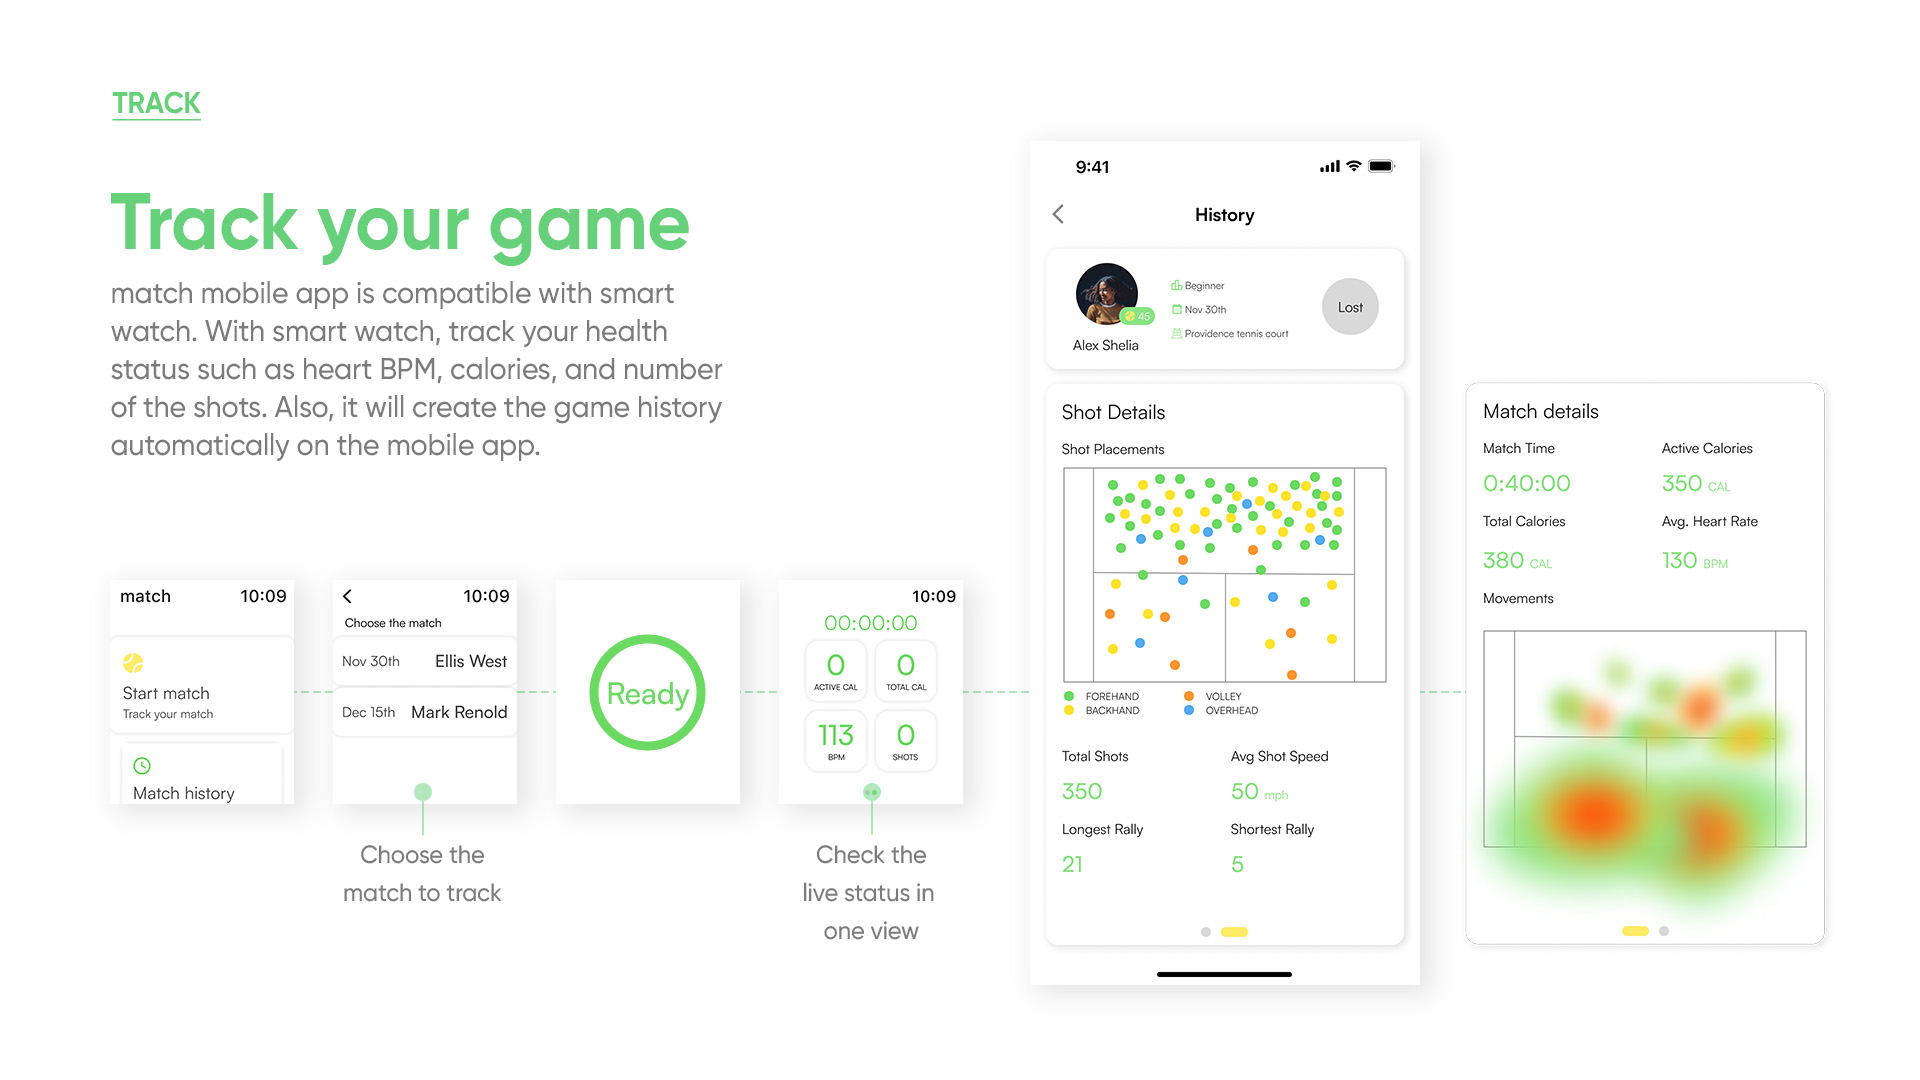 TRACK
Track your game
match mobile app is compatible with smart
watch. With smart watch, track your health
status such as heart BPM, calories, and number
of the shots. Also, it will create the game history
automatically on the mobile app.
match 10:09
Start match
Track your match
Match history
10:09
Choose the match
Nov 30th Ellis West
Dec 15th Mark Renold
Choose the
match to track
Ready
10:09
00:00:00
0 0
ACTIVE CAL TOTAL CAL
113 0
BPM SHOTS
Check the
live status in
one view
9:41
History
45
Alex Shelia
Beginner
Nov 30th
Providence tennis court
Lost
Shot Details
Shot Placements
FOREHAND VOLLEY
BACKHAND OVERHEAD
Total Shots Avg Shot Speed
350 50 mph
Longest Rally Shortest Rally
21 5
Match details
Match Time Active Calories
0:40:00 350 CAL
Total Calories Avg. Heart Rate
380 CAL 130 BPM
Movements